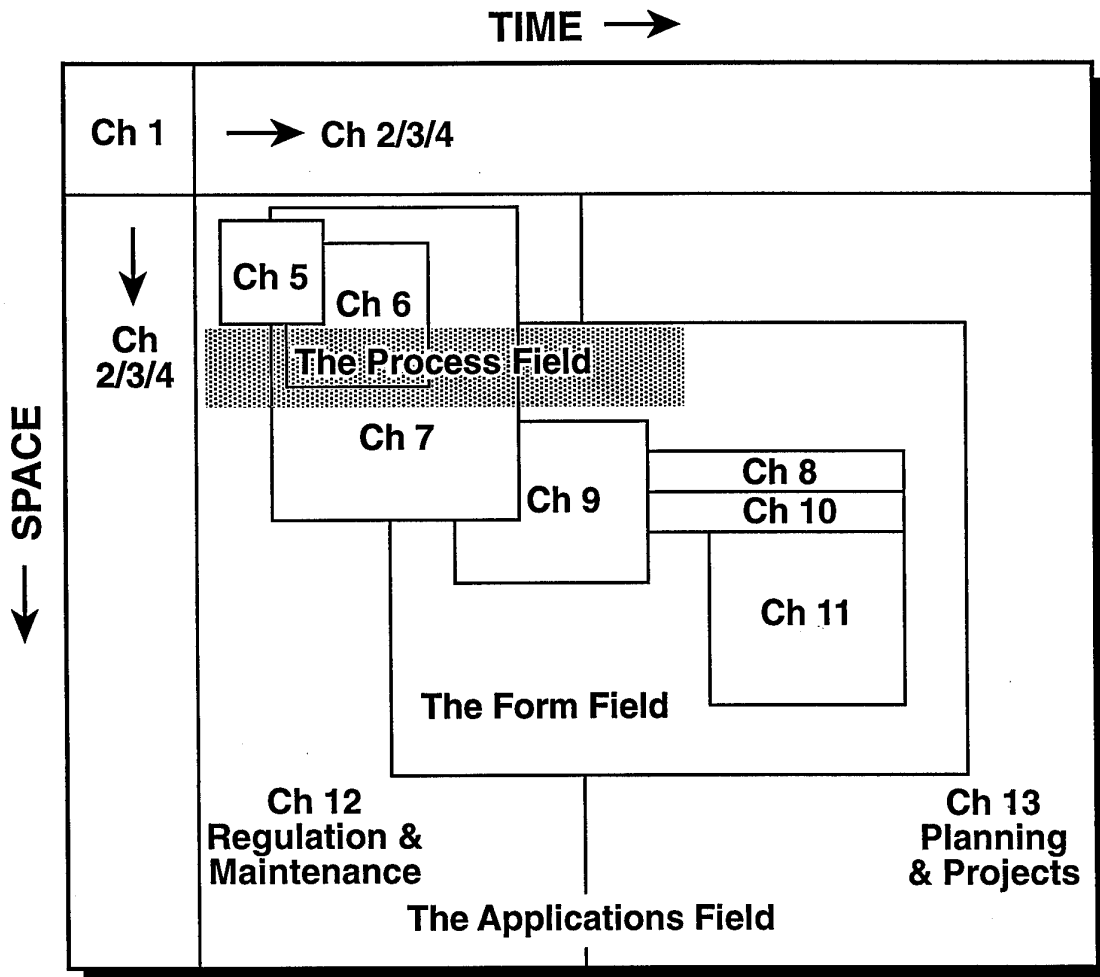 TIME
Ch 1
Ch 2/3/4
Ch 5
Ch 6
Ch
2/3/4
The Process Field
SPACE
Ch 7
Ch 8
Ch 9
Ch 10
Ch 11
The Form Field
Ch 12
Regulation &
Maintenance
Ch 13
Planning
& Projects
The Applications Field